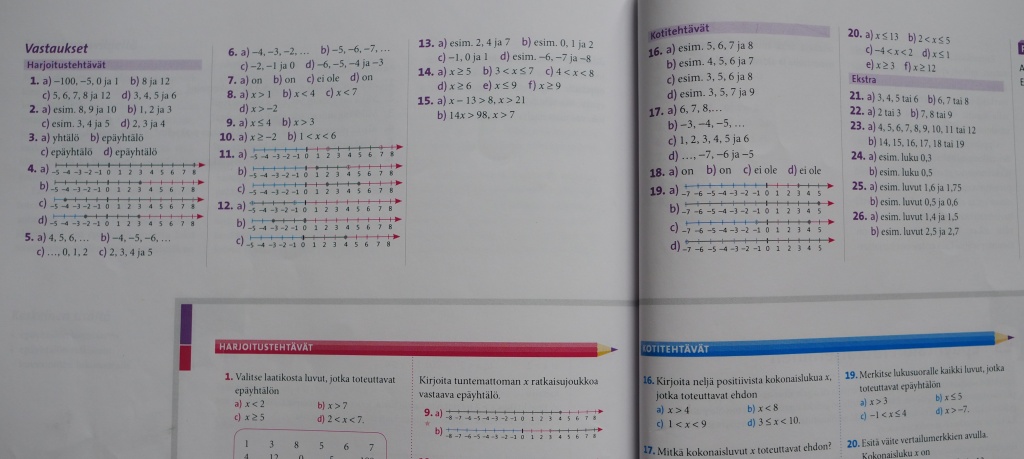 Vastaukset
Harjoitustehtävät
1. a) −100, −5, 0 ja 1 b) 8 ja 12
c) 5, 6, 7, 8 ja 12 d) 3, 4, 5 ja 6
2. a) esim. 8, 9 ja 10 b) 1, 2 ja 3
c) esim. 3, 4 ja 5 d) 2, 3 ja 4
3. a) yhtälö b) epäyhtälö
c) epäyhtälö d) epäyhtälö
4. a) −5 −4 −3 −2 −1 0 1 2 3 4 5 6 7 8
b) −5 −4 −3 −2 −1 0 1 2 3 4 5 6 7 8
c) −5 −4 −3 −2 −1 0 1 2 3 4 5 6 7 8
d) −5 −4 −3 −2 −1 0 1 2 3 4 5 6 7 8
5. a) 4, 5, 6, … b) −4, −5, −6, …
c) …, 0, 1, 2 c) 2, 3, 4 ja 5
6. a) −4, −3, −2, … b) −5, −6, −7, …
c) −2, −1 ja 0 d) −6, −5, −4 ja −3
7. a) on b) on c) ei ole d) on
8. a) x > 1 b) x < 4 c) x < 7
d) x > −2
9. a) x ≤ 4 b) x > 3
10. a) x ≥ −2 b) 1 < x < 6
11. a) −5 −4 −3 −2 −1 0 1 2 3 4 5 6 7 8
b) −5 −4 −3 −2 −1 0 1 2 3 4 5 6 7 8
c) −5 −4 −3 −2 −1 0 1 2 3 4 5 6 7 8
12. a) −5 −4 −3 −2 −1 0 1 2 3 4 5 6 7 8
b) −5 −4 −3 −2 −1 0 1 2 3 4 5 6 7 8
c) −5 −4 −3 −2 −1 0 1 2 3 4 5 6 7 8
13. a) esim. 2, 4 ja 7 b) esim. 0, 1 ja 2
c) −1, 0 ja 1 d) esim. −6, −7 ja −8
14. a) x ≥ 5 b) 3 < x ≤ 7 c) 4 < x < 8
d) x ≥ 6 e) x ≤ 9 f) x ≥ 9
15. a) x − 13 > 8, x > 21
b) 14x > 98, x > 7
Kotitehtävät
16. a) esim. 5, 6, 7 ja 8
b) esim. 4, 5, 6 ja 7
c) esim. 3, 5, 6 ja 8
d) esim. 3, 5, 7 ja 9
17. a) 6, 7, 8,…
b) −3, −4, −5, …
c) 1, 2, 3, 4, 5 ja 6
d) …, −7, −6 ja −5
18. a) on b) on c) ei ole d) ei ole
19. a) −7 −6 −5 −4 −3 −2 −1 0 1 2 3 4 5
b) −7 −6 −5 −4 −3 −2 −1 0 1 2 3 4 5
c) −7 −6 −5 −4 −3 −2 −1 0 1 2 3 4 5
d) −7 −6 −5 −4 −3 −2 −1 0 1 2 3 4 5
20. a) x ≤ 13 b) 2 < x ≤ 5
c) −4 < x < 2 d) x ≤ 1
e) x ≥ 3 f) x ≥ 12
Ekstra
21. a) 3, 4, 5 tai 6 b) 6, 7 tai 8
22. a) 2 tai 3 b) 7, 8 tai 9
23. a) 4, 5, 6, 7, 8, 9, 10, 11 tai 12
b) 14, 15, 16, 17, 18 tai 19
24. a) esim. luku 0,3
b) esim. luku 0,5
25. a) esim. luvut 1,6 ja 1,75
b) esim. luvut 0,5 ja 0,6
26. a) esim. luvut 1,4 ja 1,5
b) esim. luvut 2,5 ja 2,7
HARJOITUSTEHTÄVÄT
1. Valitse laatikosta luvut, jotka toteuttavat
epäyhtälön
a) x < 2 b) x > 7
c) x ≥ 5 d) 2 < x < 7.
1 3 8 5 6 7
Kirjoita tuntemattoman x ratkaisujoukkoa
vastaava epäyhtälö.
9. a) −8 −7 −6 −5 −4 −3 −2 −1 0 1 2 3 4 5 6 7 8
b) −8 −7 −6 −5 −4 −3 −2 −1 0 1 2 3 4 5 6 7 8
KOTITEHTÄVÄT
16. Kirjoita neljä positiivista kokonaislukua x,
jotka toteuttavat ehdon
a) x > 4 b) x < 8
c) 1 < x < 9 d) 3 ≤ x < 10.
17. Mitkä kokonaisluvut x toteuttavat ehdon?
19. Merkitse lukusuoralle kaikki luvut, jotka
toteuttavat epäyhtälön
a) x > 3 b) x ≤ 5
c) −1 < x ≤ 4 d) x > −7.
20. Esitä väite vertailumerkkien avulla.
Kokonaisluku x on